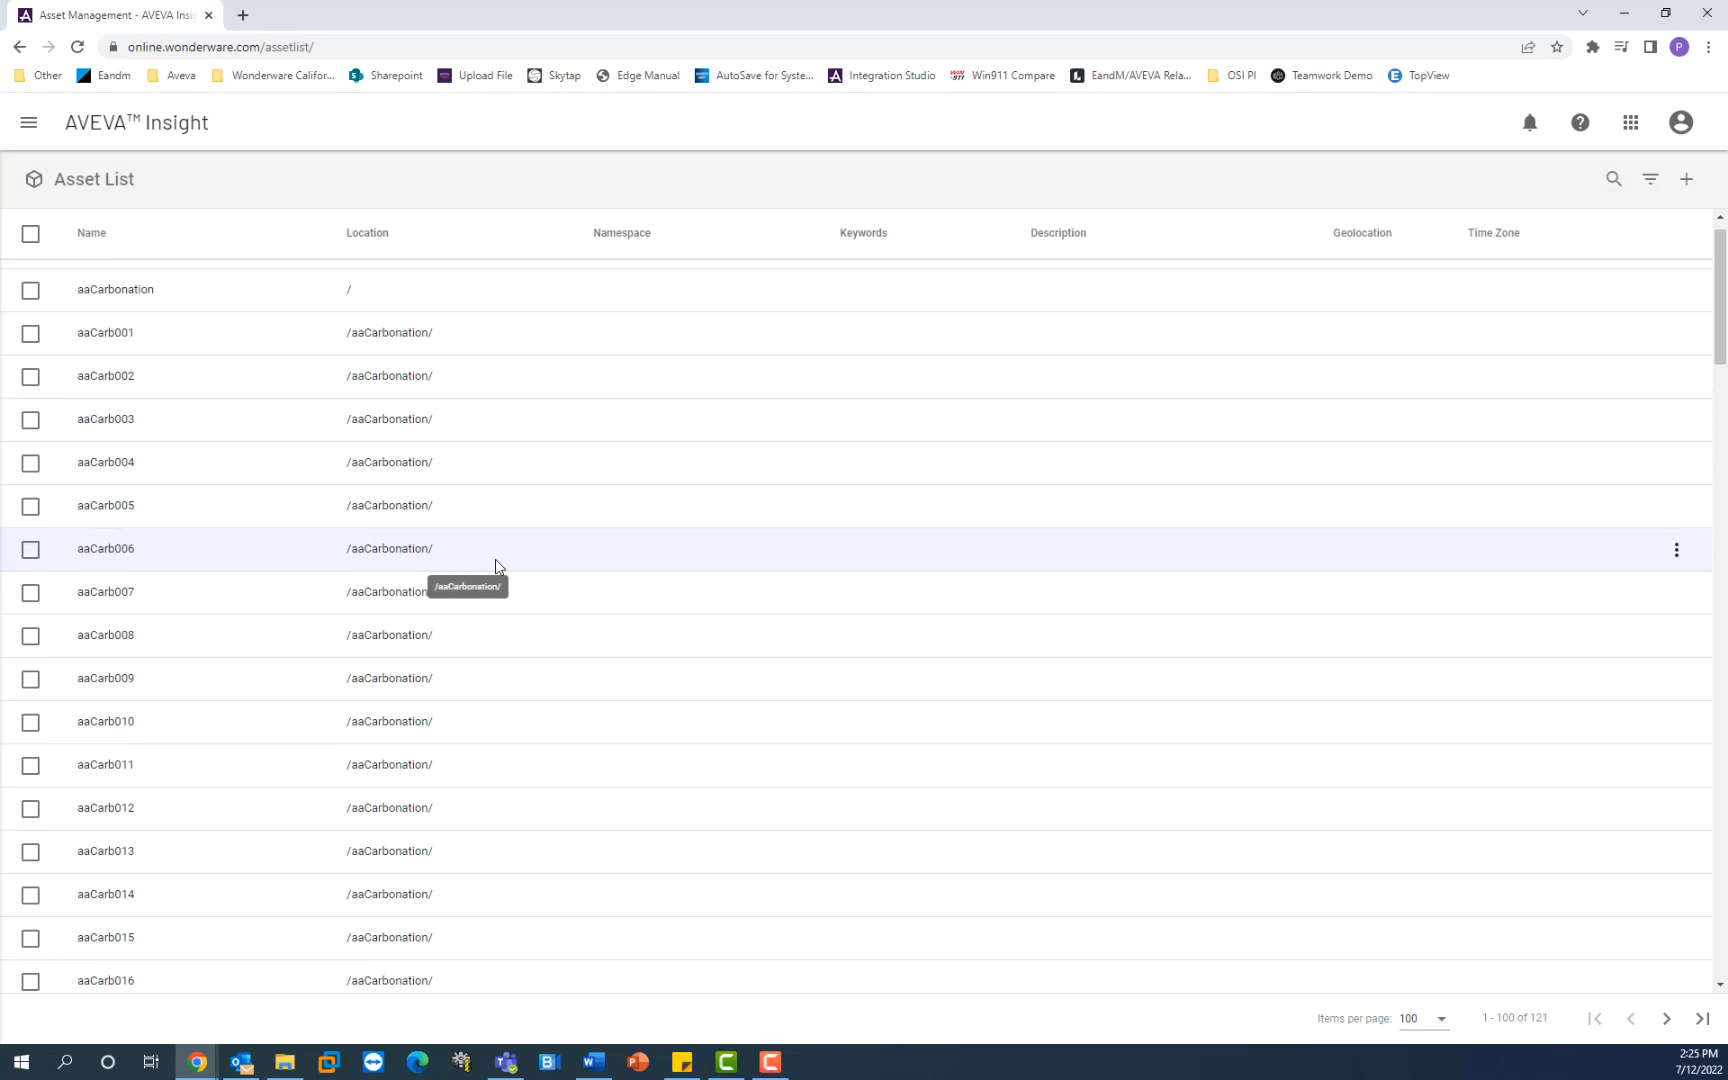 Asset Management - AVEVA Insi
online.wonderware.com/assetlist/
P
Other Eandm Aveva Wonderware Califor... Sharepoint Upload File Skytap Edge Manual AutoSave for Syste... Integration Studio Win911 Compare EandM/AVEVA Rela... OSI PI Teamwork Demo TopView
AVEVA™ Insight
Asset List
Name Location Namespace Keywords Description Geolocation Time Zone
aaCarbonation /
aaCarb001 /aaCarbonation/
aaCarb002 /aaCarbonation/
aaCarb003 /aaCarbonation/
aaCarb004 /aaCarbonation/
aaCarb005 /aaCarbonation/
aaCarb006 /aaCarbonation/
/aaCarbonation/
aaCarb007 /aaCarbonation
aaCarb008 /aaCarbonation/
aaCarb009 /aaCarbonation/
aaCarb010 /aaCarbonation/
aaCarb011 /aaCarbonation/
aaCarb012 /aaCarbonation/
aaCarb013 /aaCarbonation/
aaCarb014 /aaCarbonation/
aaCarb015 /aaCarbonation/
aaCarb016 /aaCarbonation/
Items per page: 100 1 - 100 of 121
2:25 PM
7/12/2022